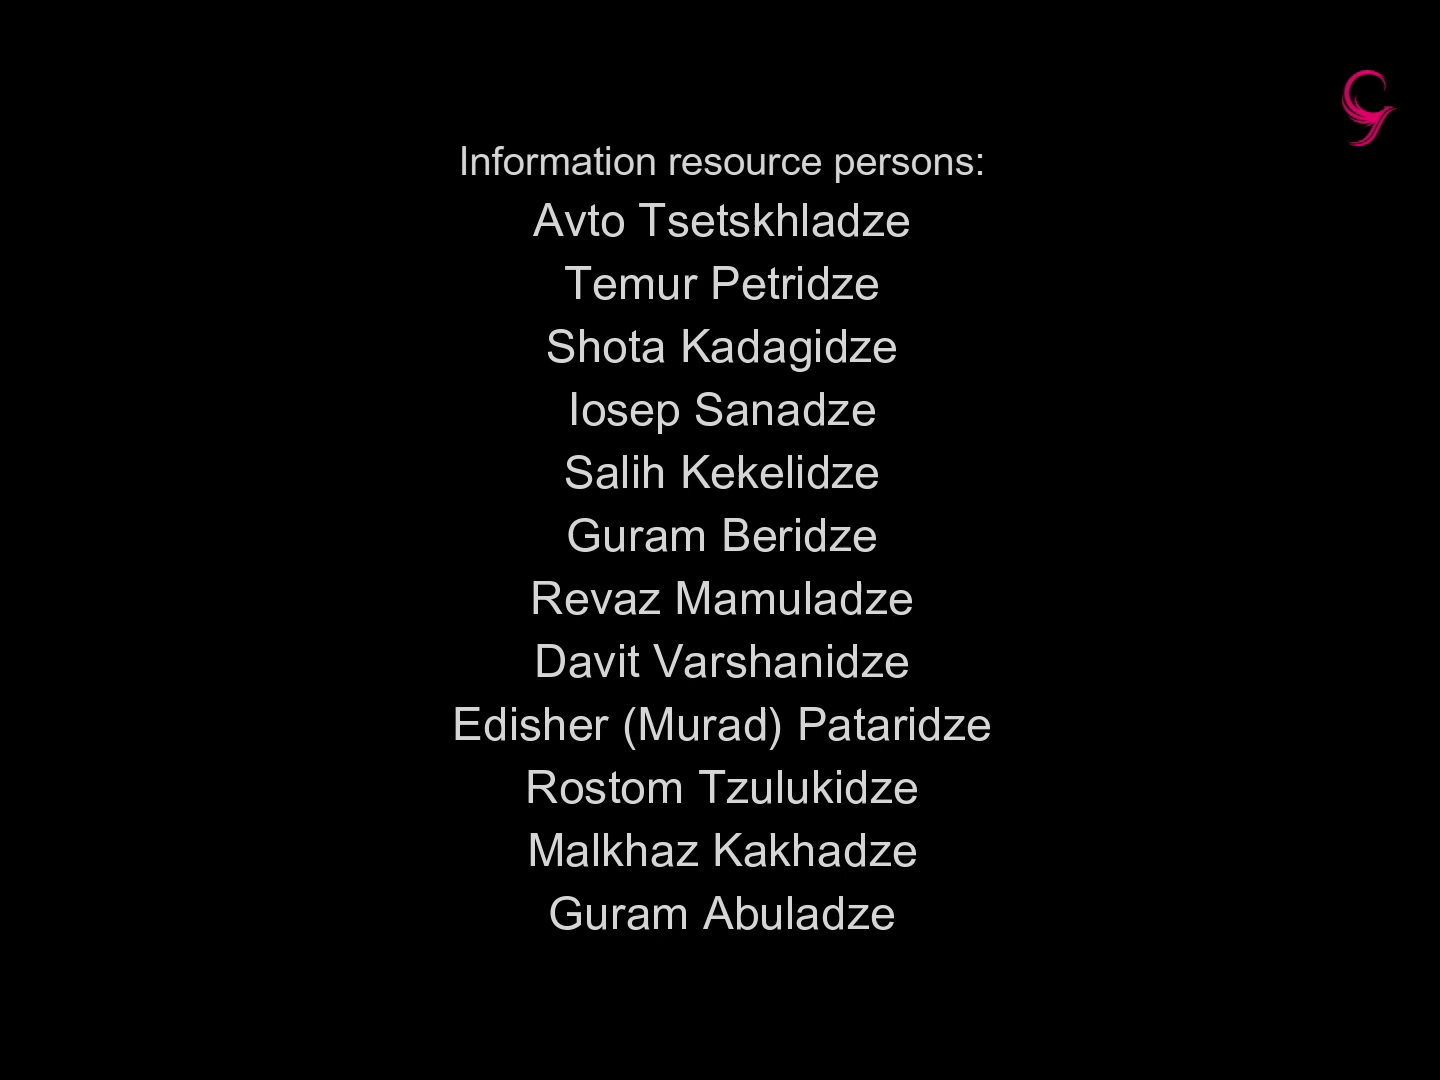 Information resource persons:
Avto Tsetskhladze
Temur Petridze
Shota Kadagidze
Iosep Sanadze
Salih Kekelidze
Guram Beridze
Revaz Mamuladze
Davit Varshanidze
Edisher (Murad) Pataridze
Rostom Tzulukidze
Malkhaz Kakhadze
Guram Abuladze